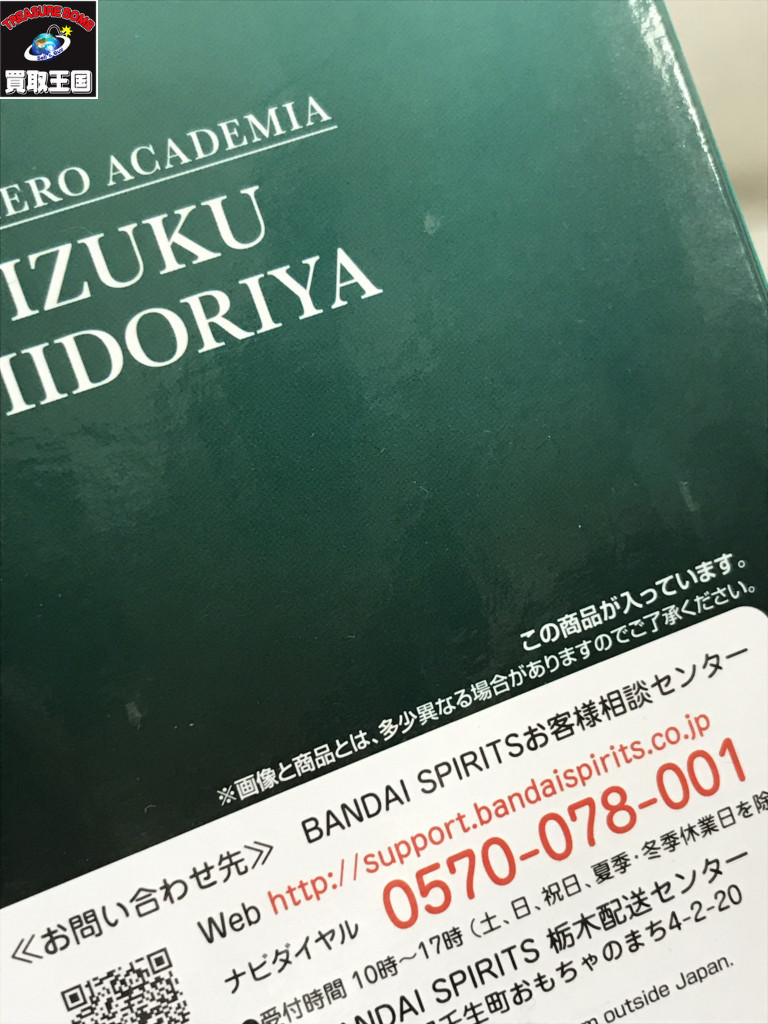 TREASURE BOMB
買取王国
ERO ACADEMIA
IZUKU
MIDORIYA
この商品が入っています。
※画像と商品とは、多少異なる場合がありますのでご了承ください。
≪お問い合わせ先≫ BANDAI SPIRITSお客様相談センター
Web http://support.bandaispirits.co.jp
ナビダイヤル 0570-078-001
●受付時間 10時～17時（土、日、祝日、夏季・冬季休業日を除
BANDAI SPIRITS 栃木配送センター
壬生町おもちゃのまち4-2-20
outside Japan.